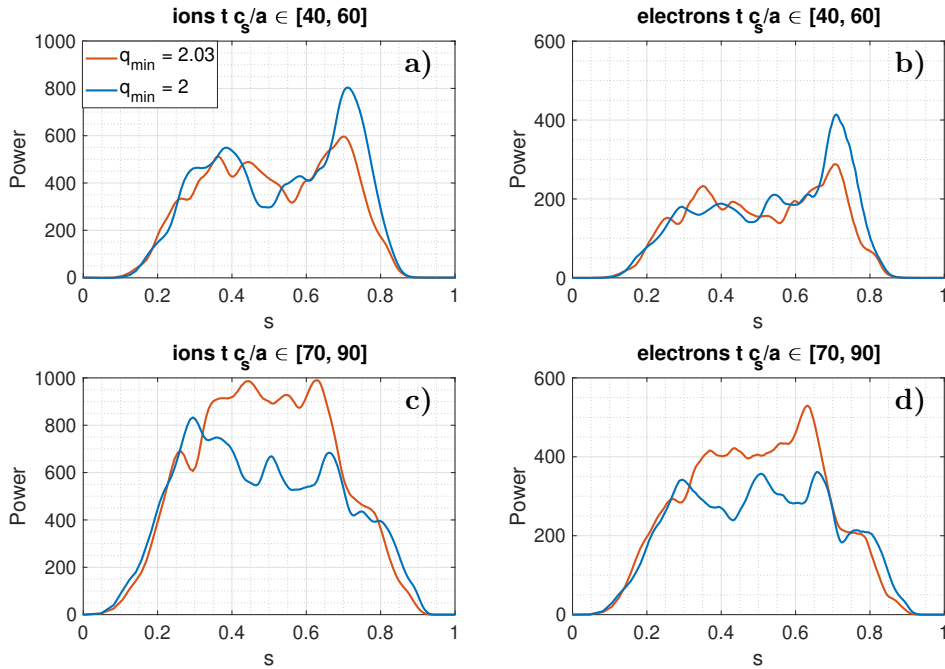 ions t c_s/a ∈ [40, 60]
1000
800
600
400
200
0
Power
q_min = 2.03
q_min = 2
a)
0 0.2 0.4 0.6 0.8 1
s
electrons t c_s/a ∈ [40, 60]
600
400
200
0
Power
b)
0 0.2 0.4 0.6 0.8 1
s
ions t c_s/a ∈ [70, 90]
1000
800
600
400
200
0
Power
c)
0 0.2 0.4 0.6 0.8 1
s
electrons t c_s/a ∈ [70, 90]
600
400
200
0
Power
d)
0 0.2 0.4 0.6 0.8 1
s